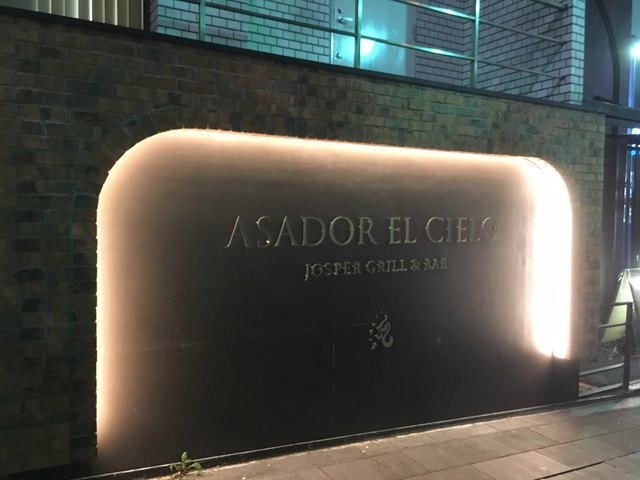 ASADOR EL CIELO
JOSPER GRILL & BAR